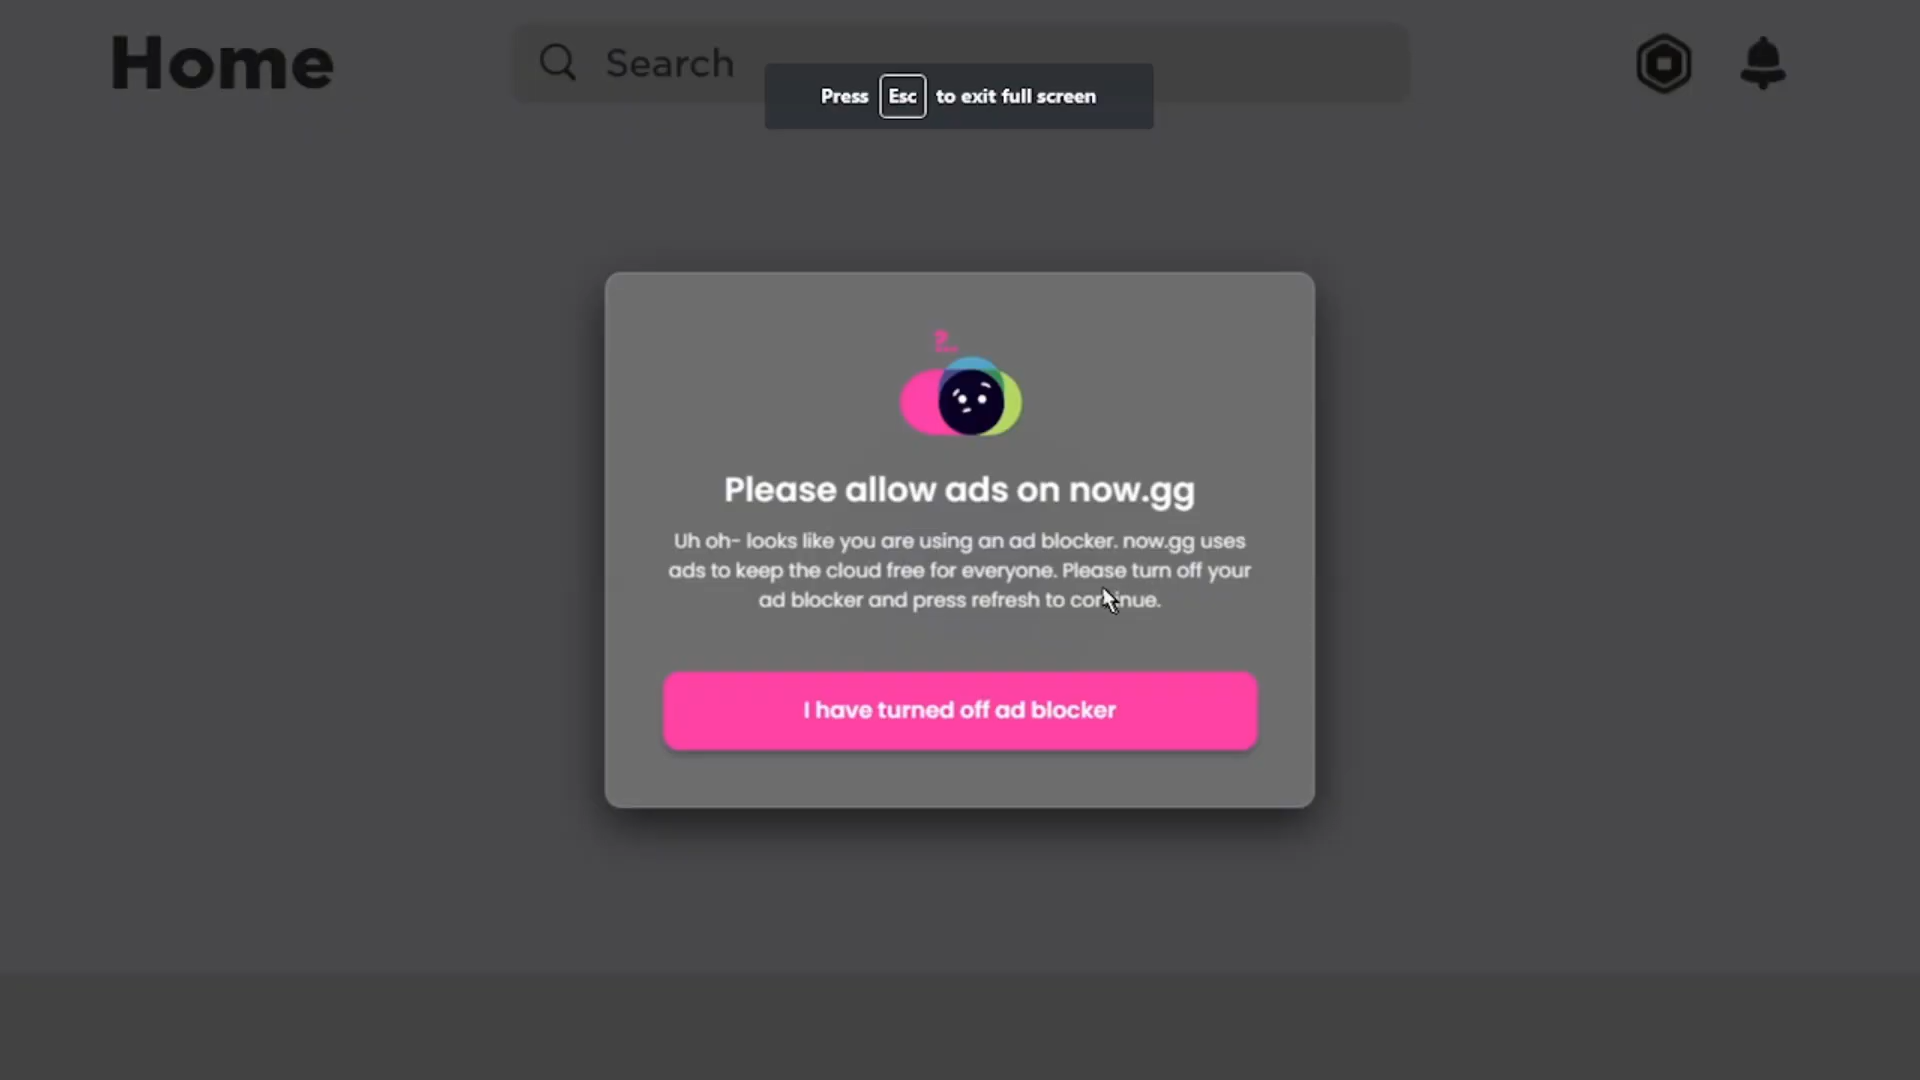 Home
Search
Press Esc to exit full screen
Please allow ads on now.gg
Uh oh- looks like you are using an ad blocker. now.gg uses
ads to keep the cloud free for everyone. Please turn off your
ad blocker and press refresh to continue.
I have turned off ad blocker